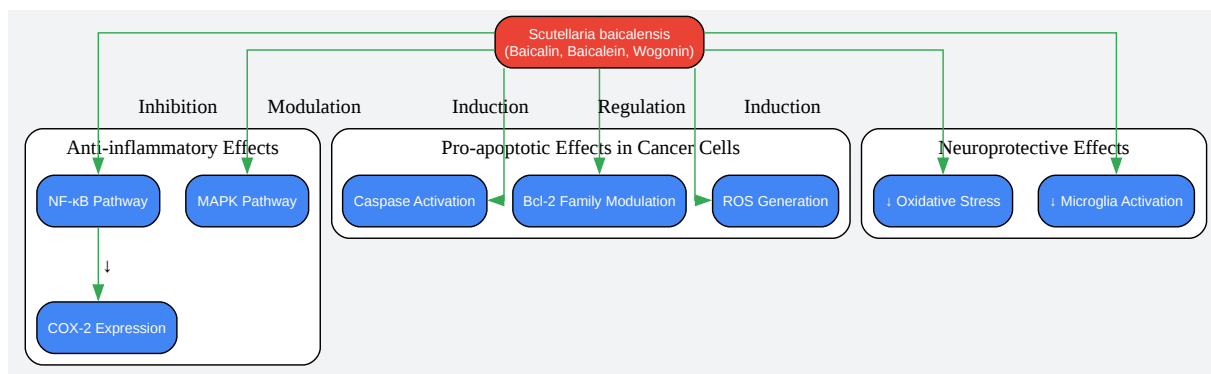 Scutellaria baicalensis
(Baicalin, Baicalein, Wogonin)
Inhibition
Modulation
Induction
Regulation
Induction
Anti-inflammatory Effects
Pro-apoptotic Effects in Cancer Cells
Neuroprotective Effects
NF-κB Pathway
MAPK Pathway
Caspase Activation
Bcl-2 Family Modulation
ROS Generation
↓ Oxidative Stress
↓ Microglia Activation
↓
COX-2 Expression